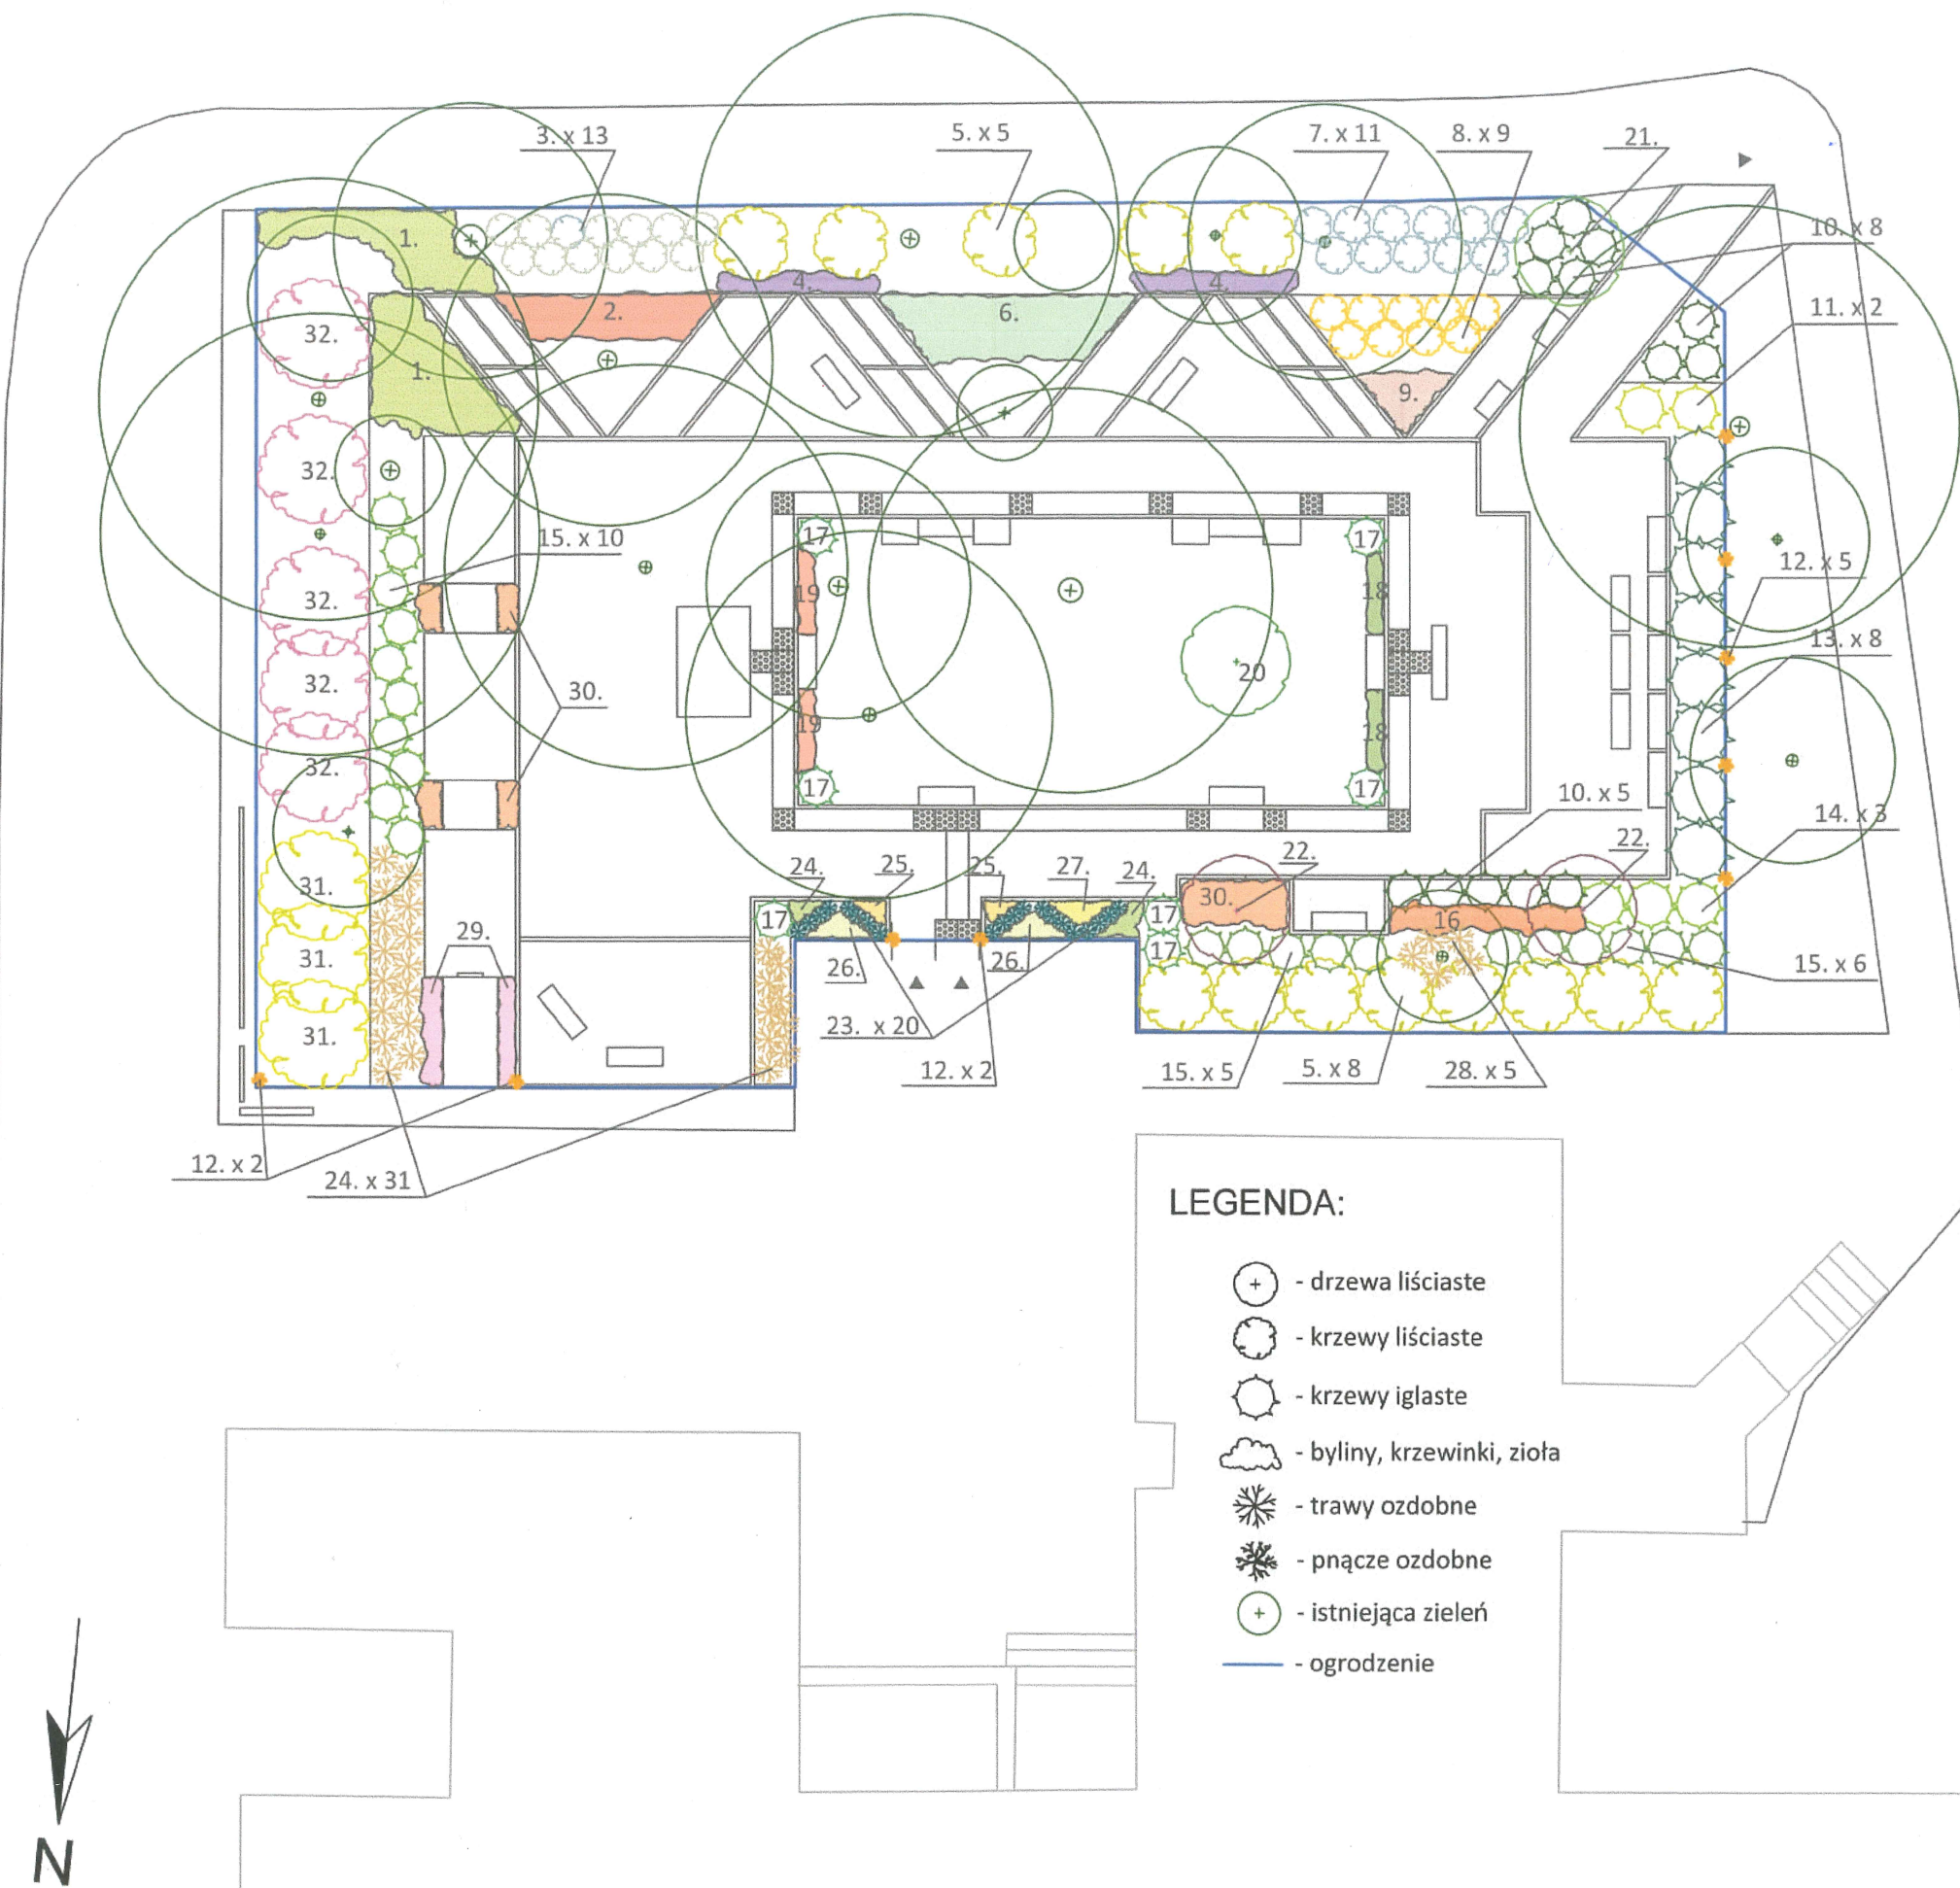 3. x 13
5. x 5
7. x 11
8. x 9
21.
10. x 8
1.
4.
4.
2.
6.
11. x 2
32.
1.
9.
32.
15. x 10
17
17
12. x 5
32.
19
18
13. x 8
32.
30.
20
19
18
32.
17
17
10. x 5
14. x 3
24.
25.
25.
27.
24.
22.
22.
31.
30.
17
17
16
29.
31.
26.
26.
17
15. x 6
31.
23. x 20
12. x 2
15. x 5
5. x 8
28. x 5
12. x 2
24. x 31
LEGENDA:
- drzewa liściaste
- krzewy liściaste
- krzewy iglaste
- byliny, krzewinki, zioła
- trawy ozdobne
- pnącze ozdobne
- istniejąca zieleń
- ogrodzenie
N